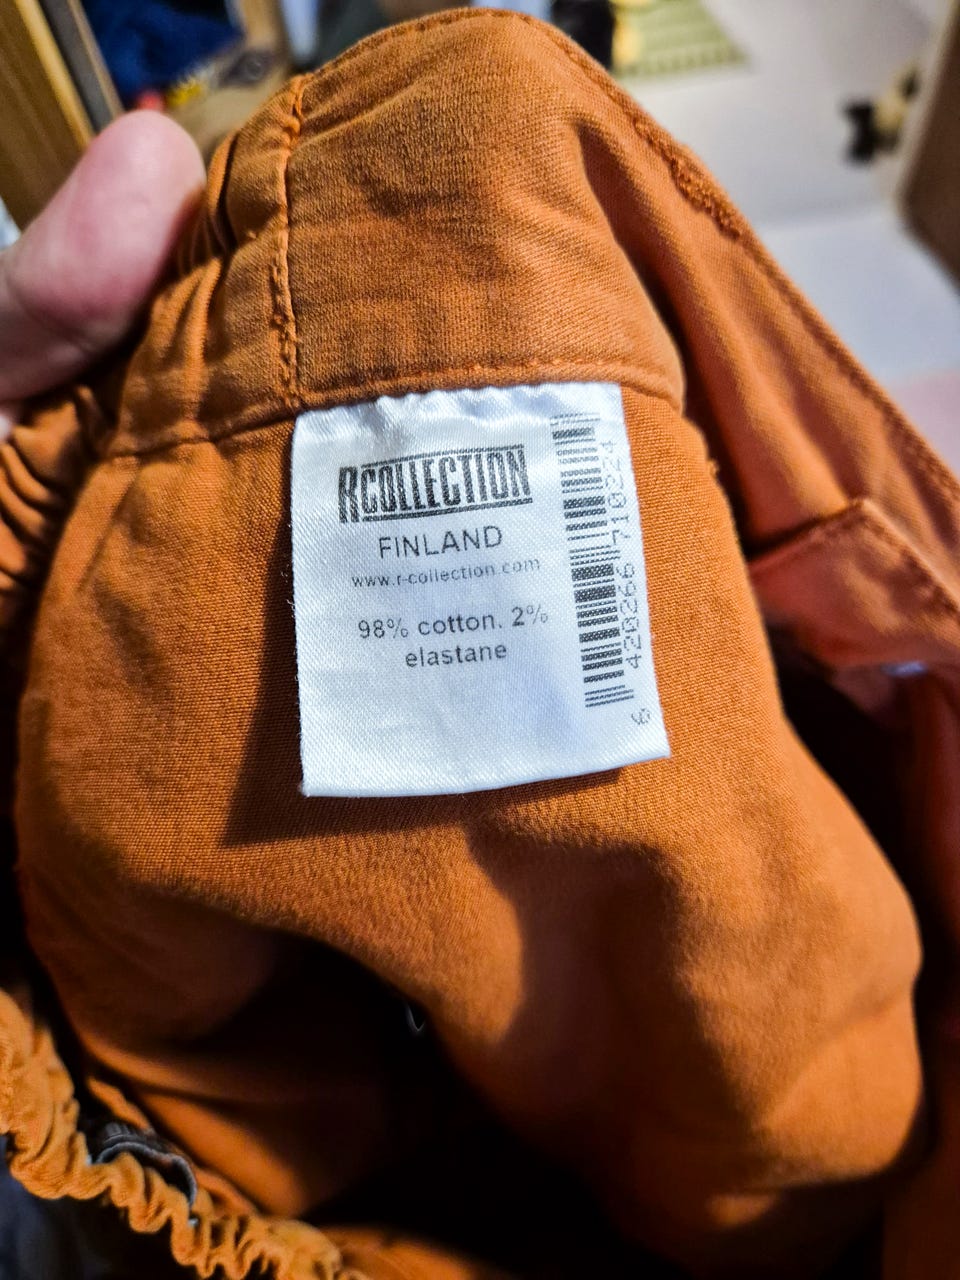 RCOLLECTION
FINLAND
www.r-collection.com
98% cotton, 2%
elastane
6 420266 710224